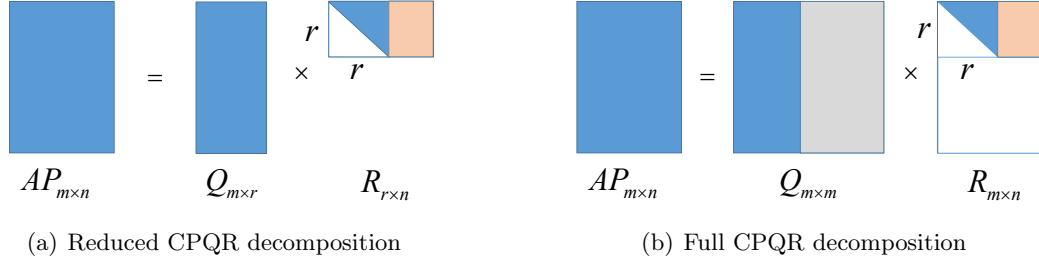 r
r
= ×
AP_{m×n} Q_{m×r} R_{r×n}
(a) Reduced CPQR decomposition
r
r
= ×
AP_{m×n} Q_{m×m} R_{m×n}
(b) Full CPQR decomposition